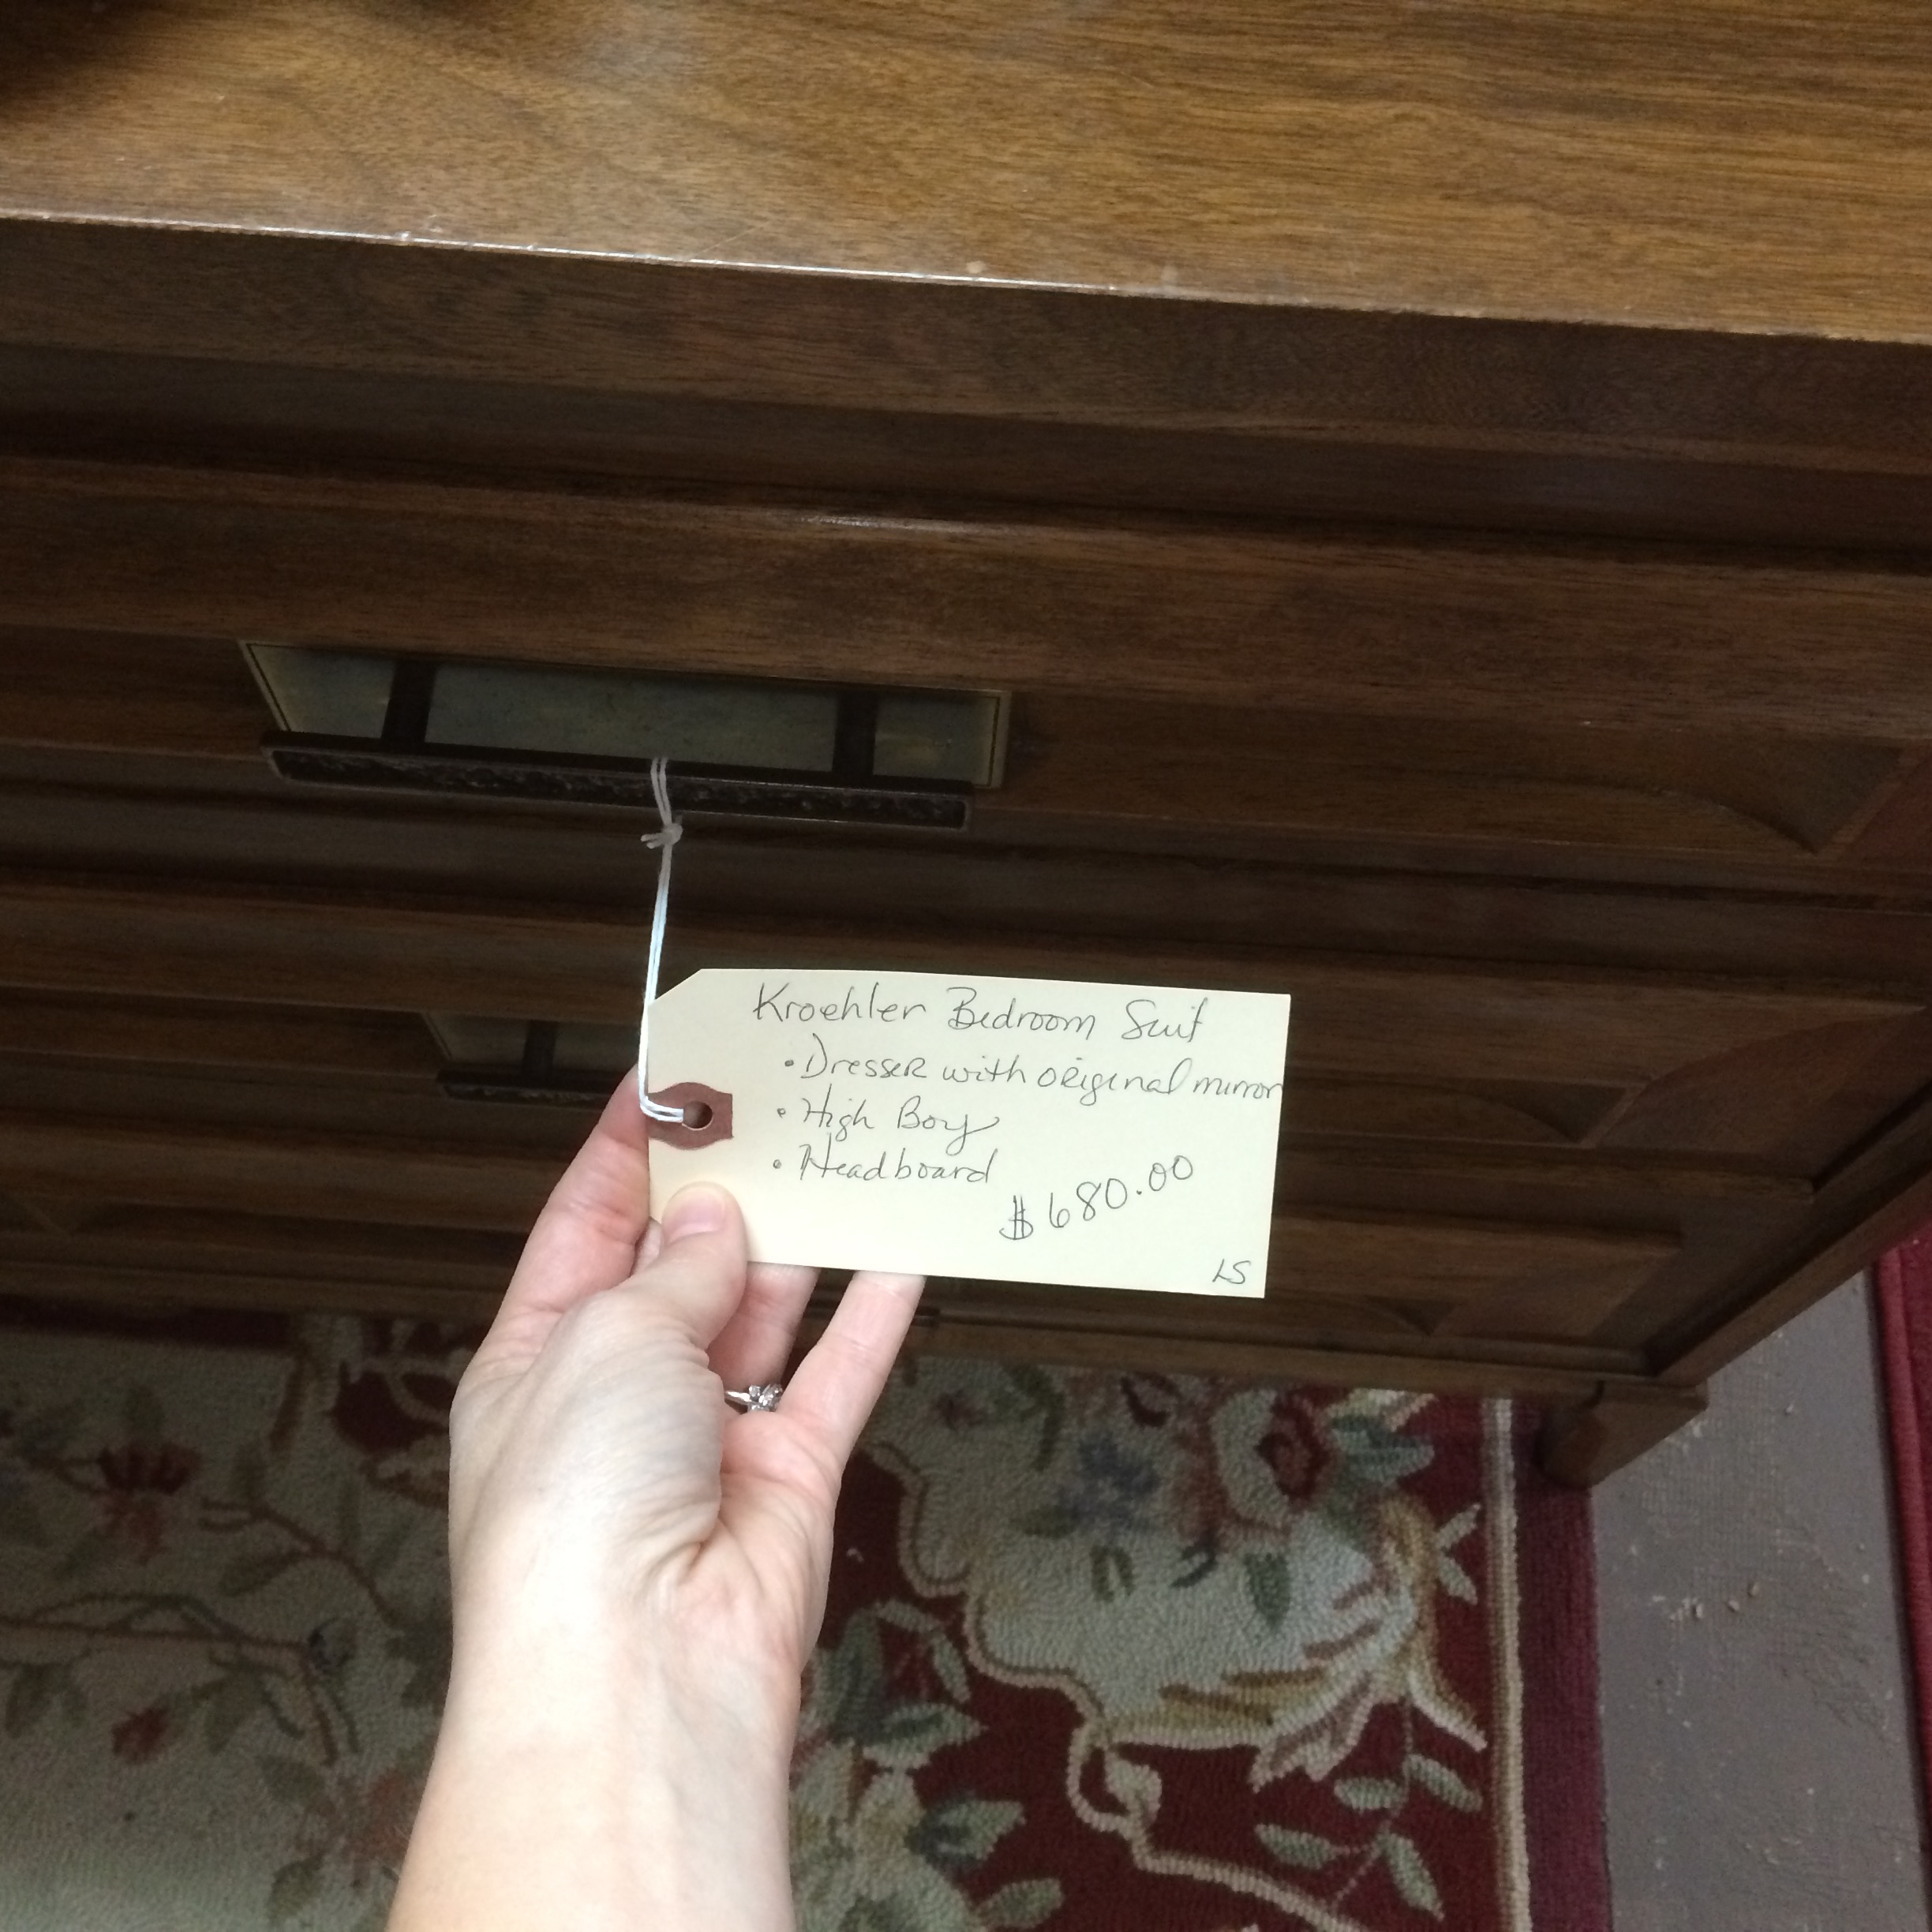 Kroehler Bedroom Suit
• Dresser with original mirror
• High Boy
• Headboard
$680.00
LS